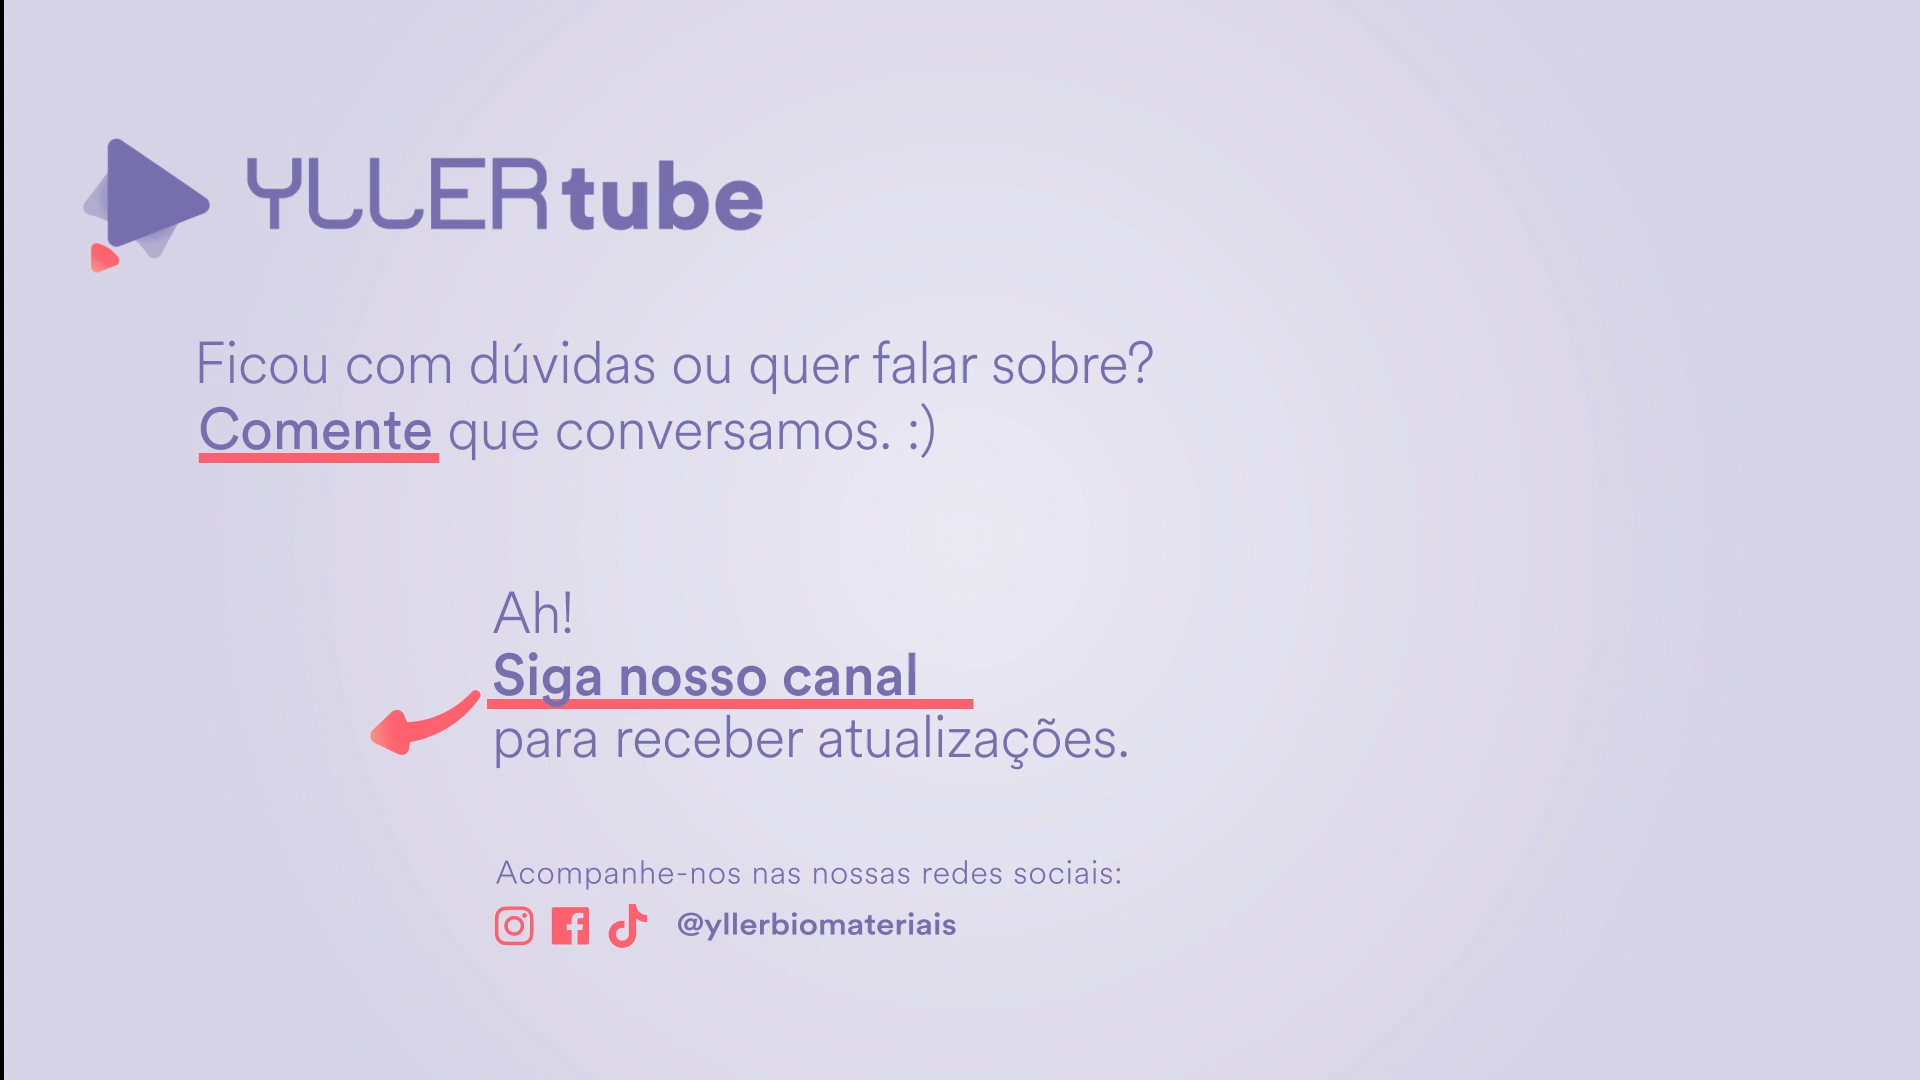 YLLER tube
Ficou com dúvidas ou quer falar sobre?
Comente que conversamos. :)
Ah!
Siga nosso canal
para receber atualizações.
Acompanhe-nos nas nossas redes sociais:
@yllerbiomateriais